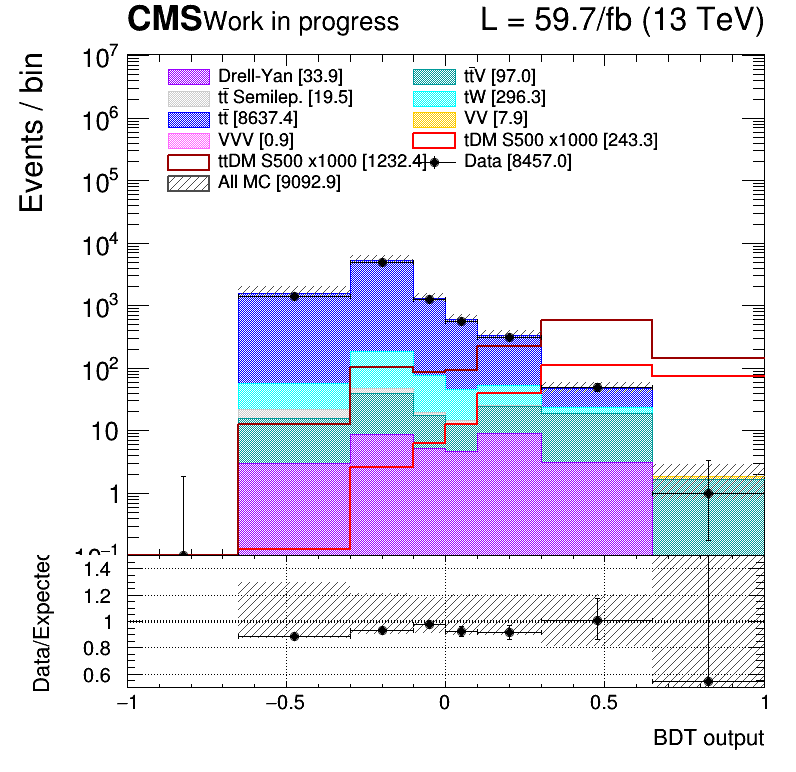 CMS Work in progress L = 59.7/fb (13 TeV)
Events / bin
10⁷
10⁶
10⁵
10⁴
10³
10²
10
1
10⁻¹
Drell-Yan [33.9] tt̄V [97.0]
tt̄ Semilep. [19.5] tW [296.3]
tt̄ [8637.4] VV [7.9]
VVV [0.9] tDM S500 x1000 [243.3]
ttDM S500 x1000 [1232.4] Data [8457.0]
All MC [9092.9]
Data/Expected
1.4
1.2
1
0.8
0.6
−1 −0.5 0 0.5 1
BDT output